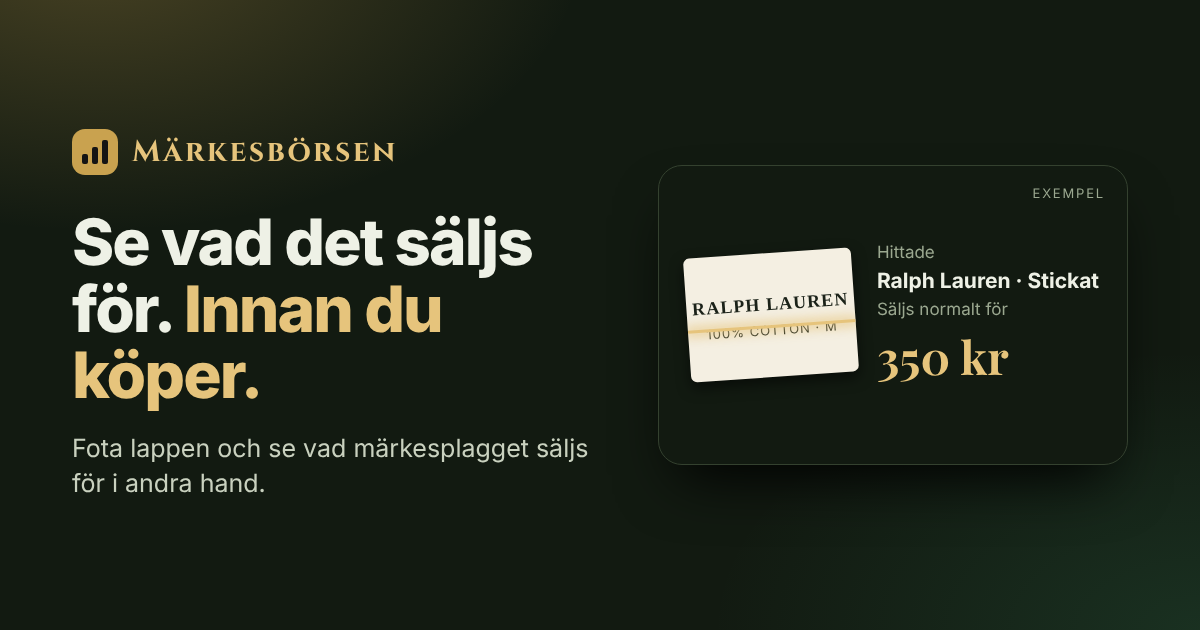 MÄRKESBÖRSEN
Se vad det säljs
för. Innan du
köper.
Fota lappen och se vad märkesplagget säljs
för i andra hand.
EXEMPEL
RALPH LAUREN
100% COTTON · M
Hittade
Ralph Lauren · Stickat
Säljs normalt för
350 kr